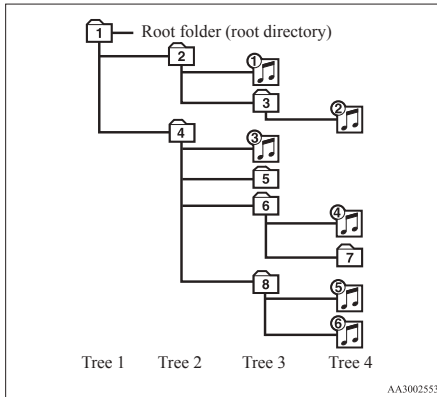 1 Root folder (root directory)
2 ①
3 ②
4 ③
5
6 ④
7
8 ⑤
⑥
Tree 1 Tree 2 Tree 3 Tree 4
AA3002553